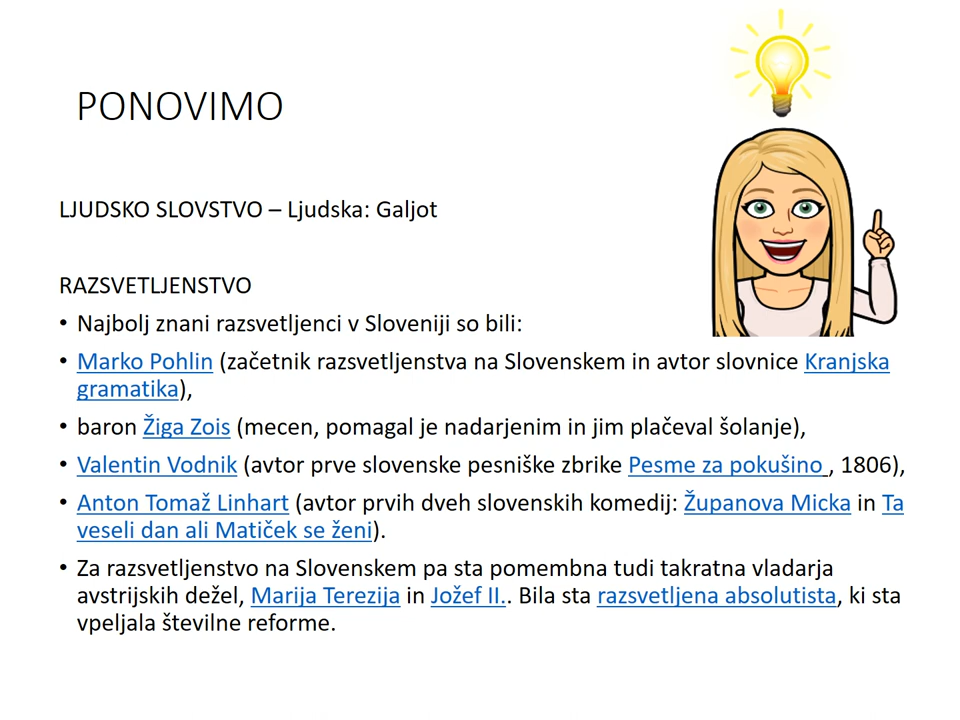 PONOVIMO
LJUDSKO SLOVSTVO – Ljudska: Galjot
RAZSVETLJENSTVO
• Najbolj znani razsvetljenci v Sloveniji so bili:
• Marko Pohlin (začetnik razsvetljenstva na Slovenskem in avtor slovnice Kranjska
gramatika),
• baron Žiga Zois (mecen, pomagal je nadarjenim in jim plačeval šolanje),
• Valentin Vodnik (avtor prve slovenske pesniške zbrike Pesme za pokušino , 1806),
• Anton Tomaž Linhart (avtor prvih dveh slovenskih komedij: Županova Micka in Ta
veseli dan ali Matiček se ženi).
• Za razsvetljenstvo na Slovenskem pa sta pomembna tudi takratna vladarja
avstrijskih dežel, Marija Terezija in Jožef II.. Bila sta razsvetljena absolutista, ki sta
vpeljala številne reforme.